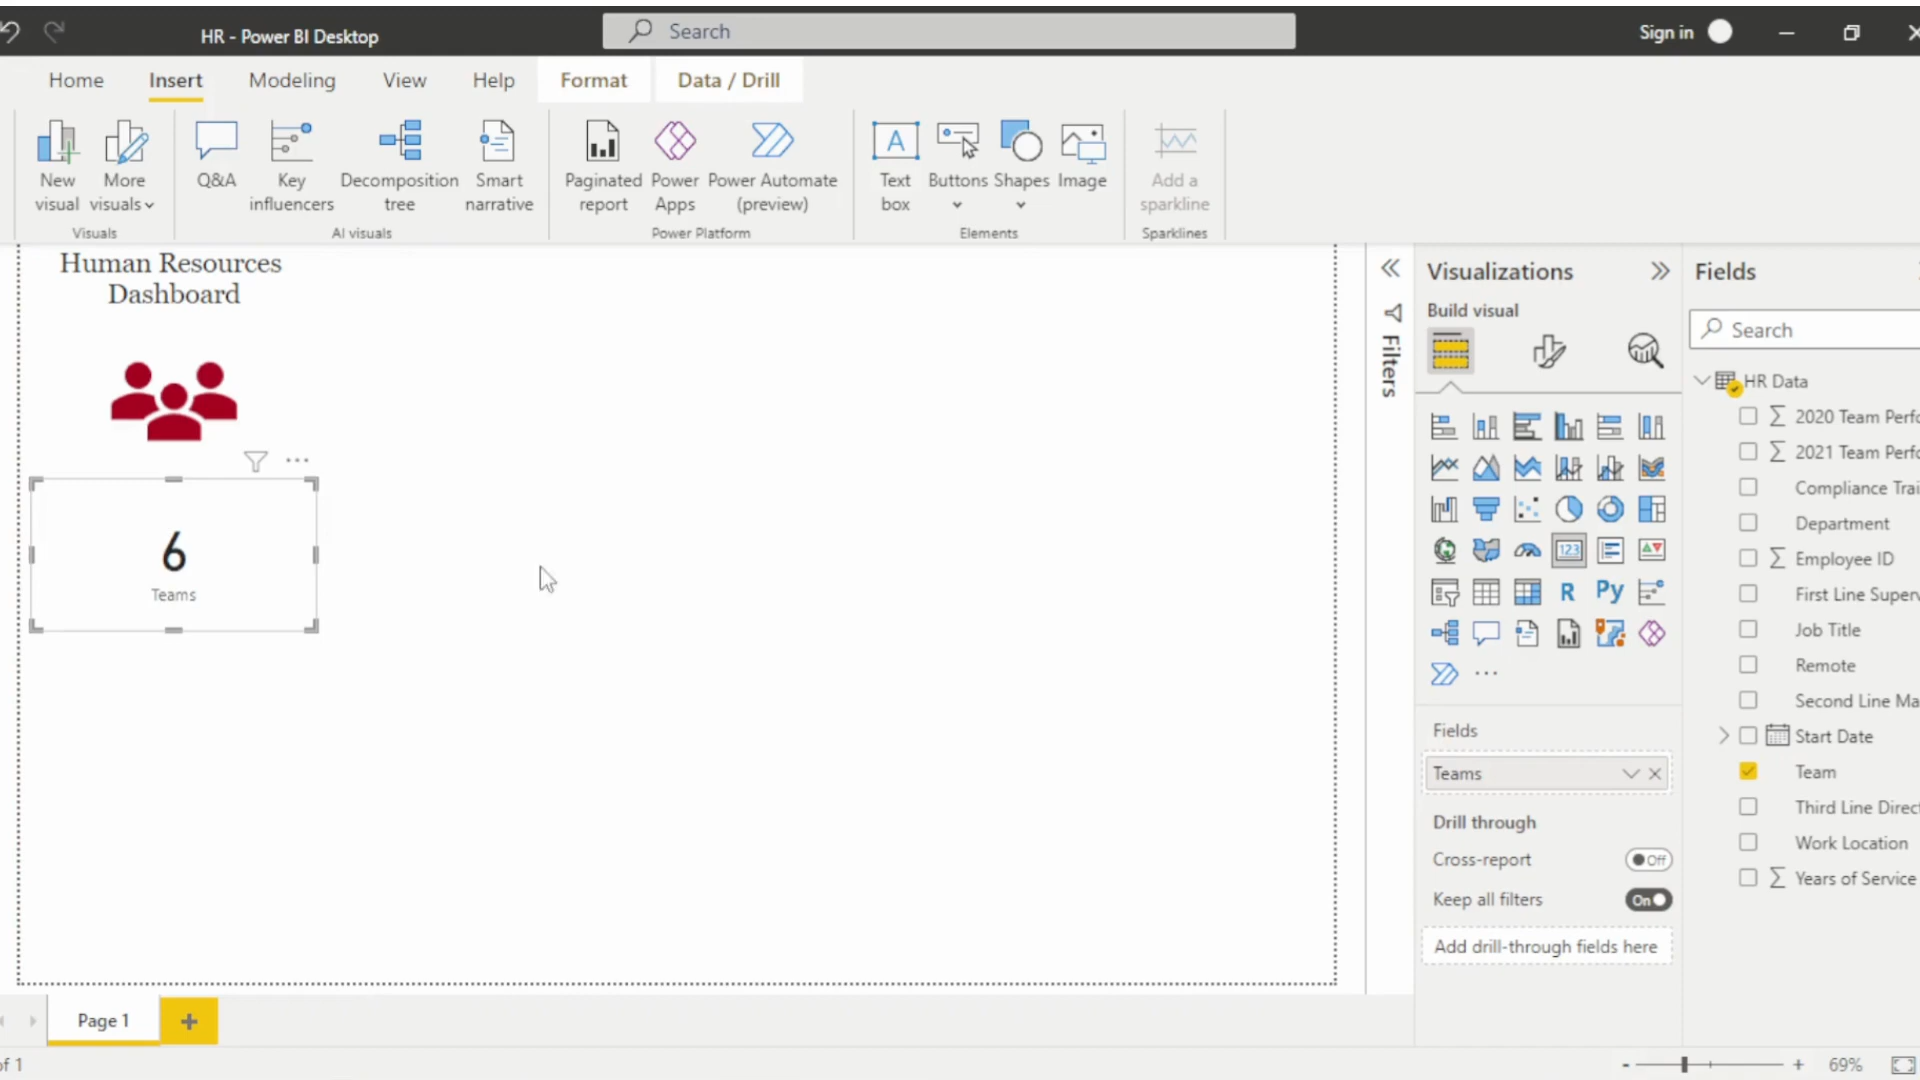 HR - Power BI Desktop
Search
Sign in
Home Insert Modeling View Help Format Data / Drill
New visual
More visuals
Visuals
Q&A
Key influencers
Decomposition tree
Smart narrative
AI visuals
Paginated report
Power Apps
Power Automate (preview)
Power Platform
A
Text box
Buttons
Shapes
Image
Elements
Add a sparkline
Sparklines
Human Resources
Dashboard
6
Teams
Filters
Visualizations
Build visual
123
R
Py
Fields
Teams
Drill through
Cross-report
Off
Keep all filters
On
Add drill-through fields here
Fields
Search
HR Data
2020 Team Perfo
2021 Team Perfo
Compliance Trai
Department
Employee ID
First Line Superv
Job Title
Remote
Second Line Ma
Start Date
Team
Third Line Direct
Work Location
Years of Service
Page 1
of 1
69%